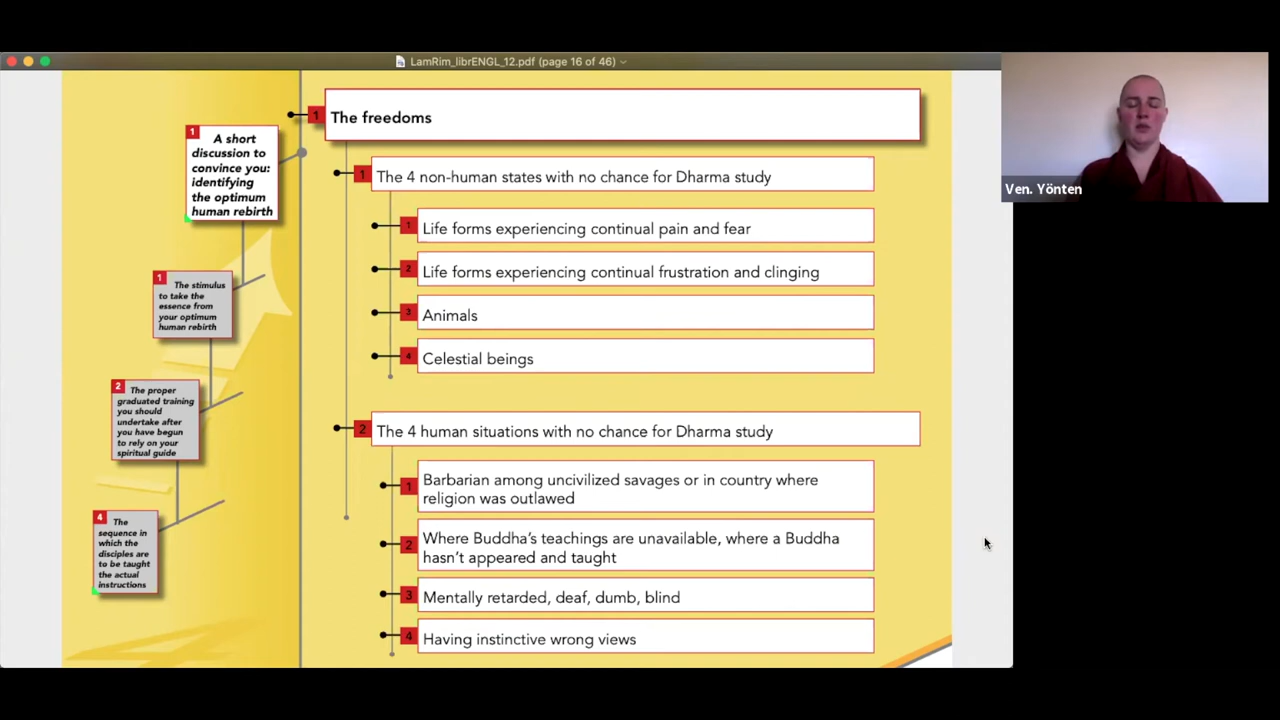 LamRim_librENGL_12.pdf (page 16 of 46)
1
A short
discussion to
convince you:
identifying
the optimum
human rebirth
1
The stimulus
to take the
essence from
your optimum
human rebirth
2
The proper
graduated training
you should
undertake after
you have begun
to rely on your
spiritual guide
4
The
sequence in
which the
disciples are
to be taught
the actual
instructions
1 The freedoms
1 The 4 non-human states with no chance for Dharma study
1 Life forms experiencing continual pain and fear
2 Life forms experiencing continual frustration and clinging
3 Animals
4 Celestial beings
2 The 4 human situations with no chance for Dharma study
1 Barbarian among uncivilized savages or in country where
religion was outlawed
2 Where Buddha's teachings are unavailable, where a Buddha
hasn't appeared and taught
3 Mentally retarded, deaf, dumb, blind
4 Having instinctive wrong views
Ven. Yönten